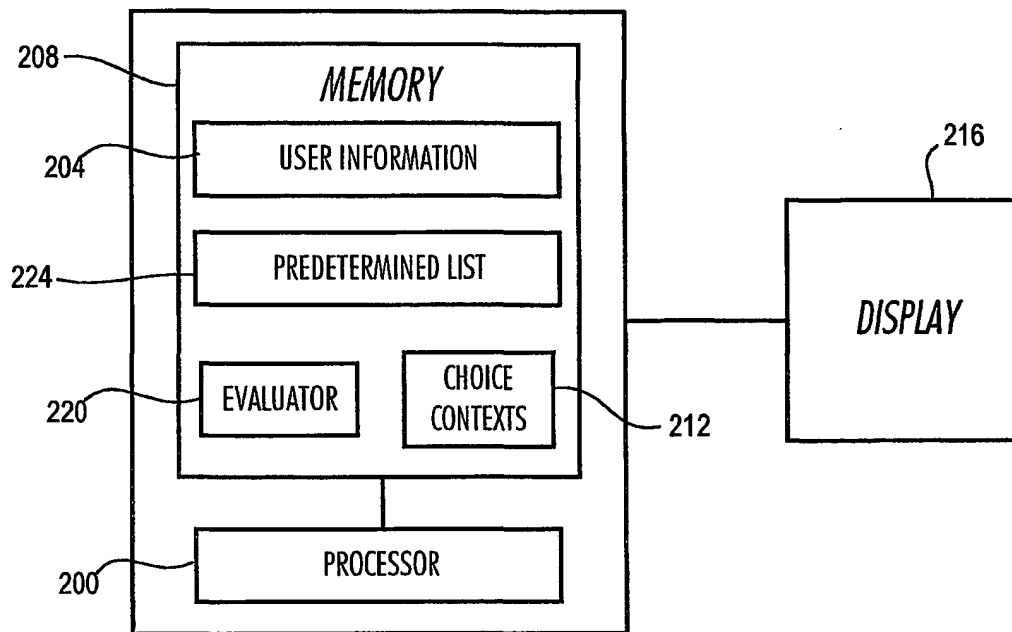 208
MEMORY
204
USER INFORMATION
216
224
PREDETERMINED LIST
DISPLAY
220
EVALUATOR
CHOICE
CONTEXTS
212
200
PROCESSOR